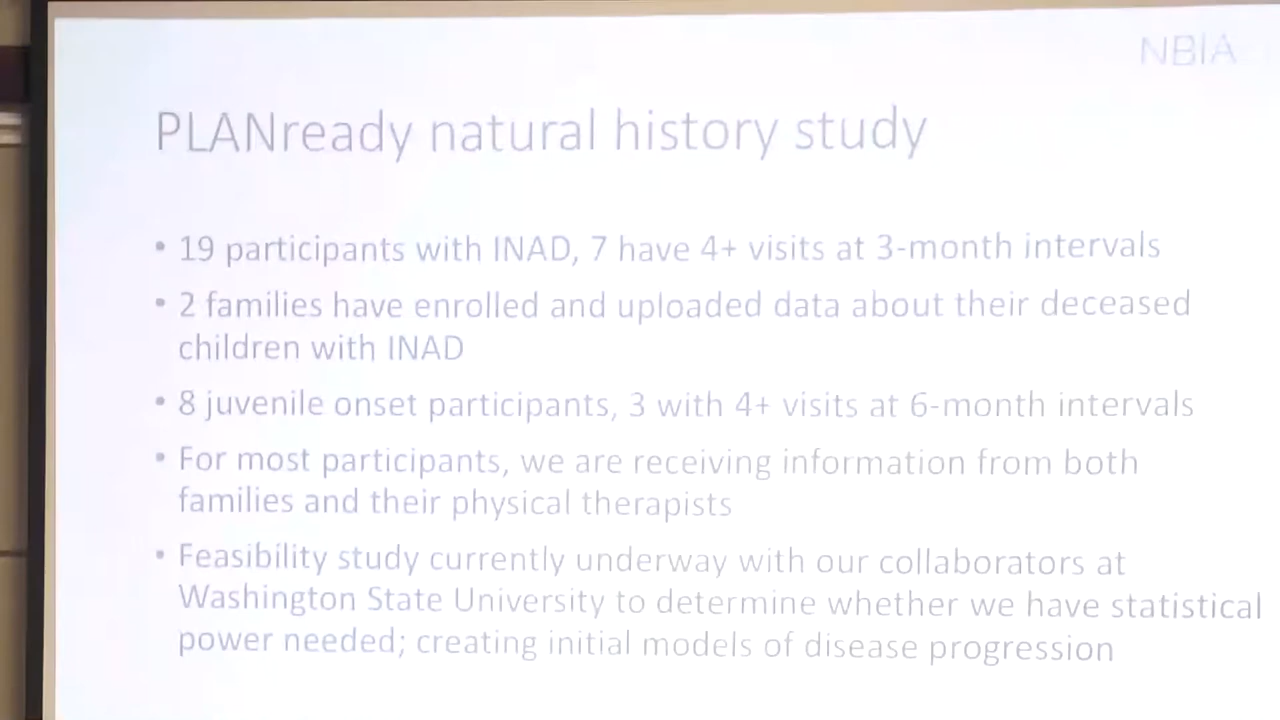 NBIA
PLANready natural history study
• 19 participants with INAD, 7 have 4+ visits at 3-month intervals
• 2 families have enrolled and uploaded data about their deceased
children with INAD
• 8 juvenile onset participants, 3 with 4+ visits at 6-month intervals
• For most participants, we are receiving information from both
families and their physical therapists
• Feasibility study currently underway with our collaborators at
Washington State University to determine whether we have statistical
power needed; creating initial models of disease progression